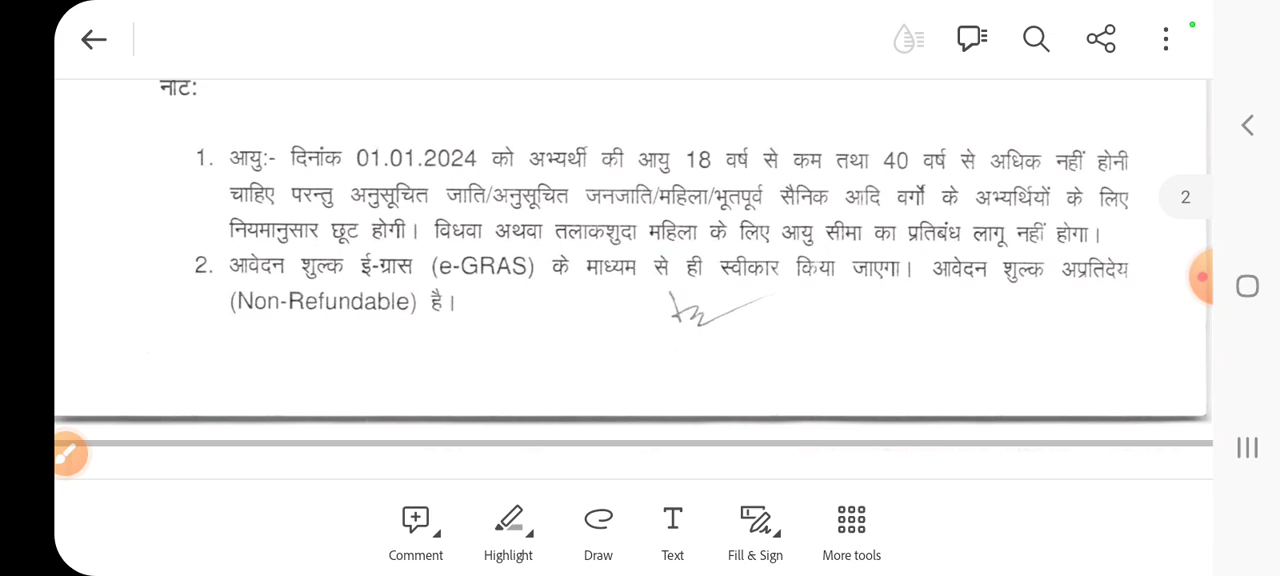 नोट:
1. आयु:- दिनांक 01.01.2024 को अभ्यर्थी की आयु 18 वर्ष से कम तथा 40 वर्ष से अधिक नहीं होनी
चाहिए परन्तु अनुसूचित जाति/अनुसूचित जनजाति/महिला/भूतपूर्व सैनिक आदि वर्गों के अभ्यर्थियों के लिए
नियमानुसार छूट होगी। विधवा अथवा तलाकशुदा महिला के लिए आयु सीमा का प्रतिबंध लागू नहीं होगा।
2. आवेदन शुल्क ई-ग्रास (e-GRAS) के माध्यम से ही स्वीकार किया जाएगा। आवेदन शुल्क अप्रतिदेय
(Non-Refundable) है।
2
Comment
Highlight
Draw
Text
Fill & Sign
More tools